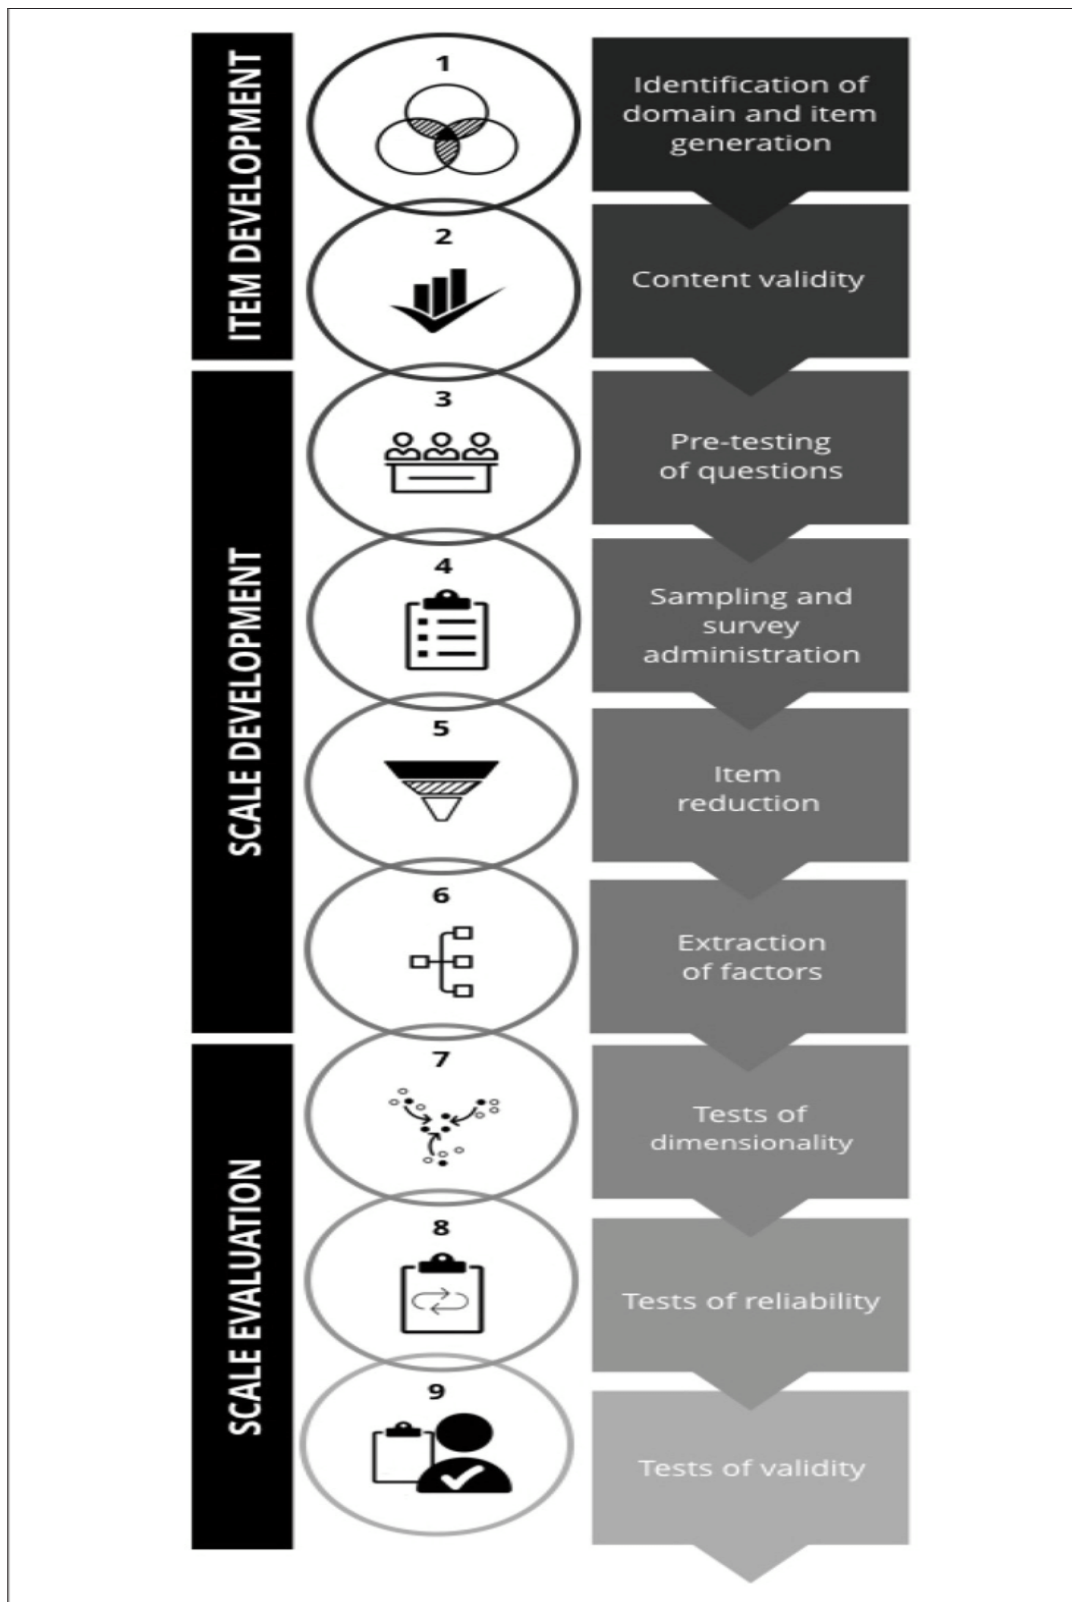 ITEM DEVELOPMENT
1
Identification of
domain and item
generation
2
Content validity
SCALE DEVELOPMENT
3
Pre-testing
of questions
4
Sampling and
survey
administration
5
Item
reduction
6
Extraction
of factors
SCALE EVALUATION
7
Tests of
dimensionality
8
Tests of reliability
9
Tests of validity